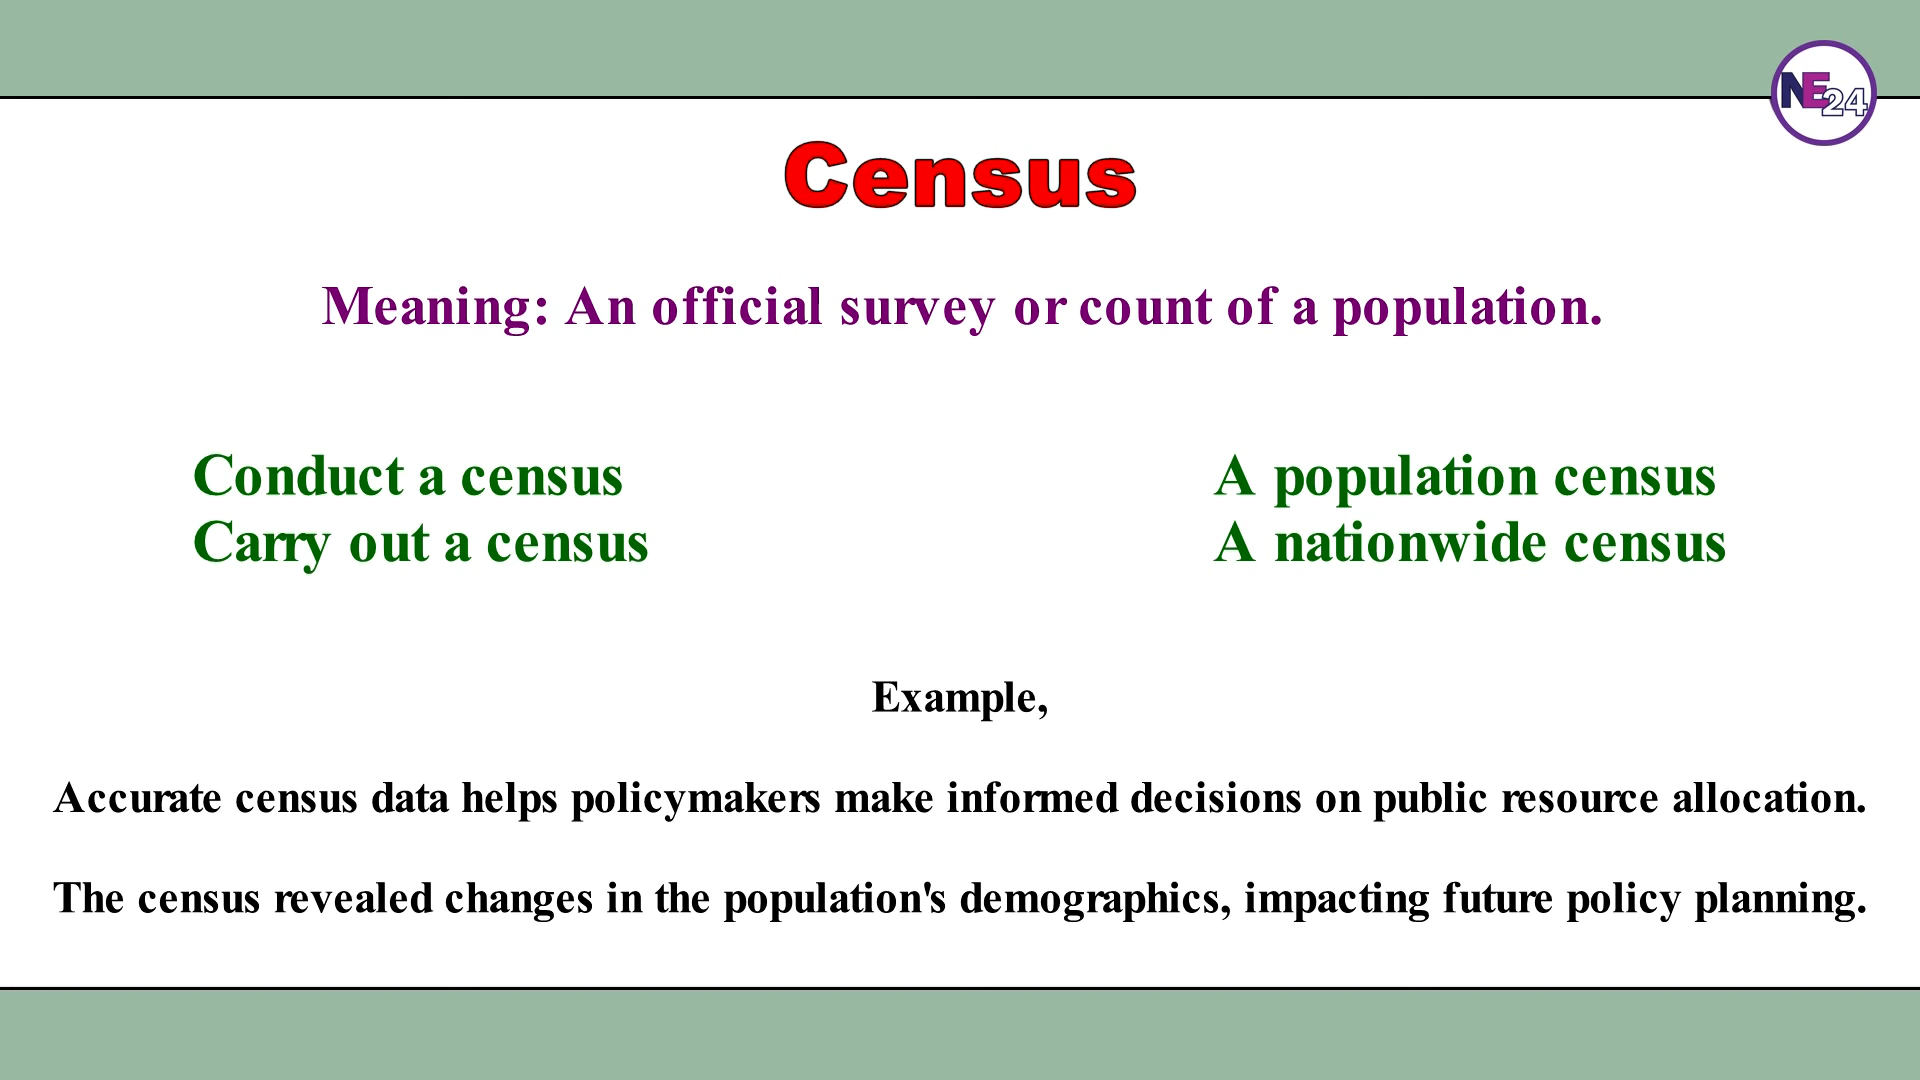 NE24
Census
Meaning: An official survey or count of a population.
Conduct a census
Carry out a census
A population census
A nationwide census
Example,
Accurate census data helps policymakers make informed decisions on public resource allocation.
The census revealed changes in the population's demographics, impacting future policy planning.